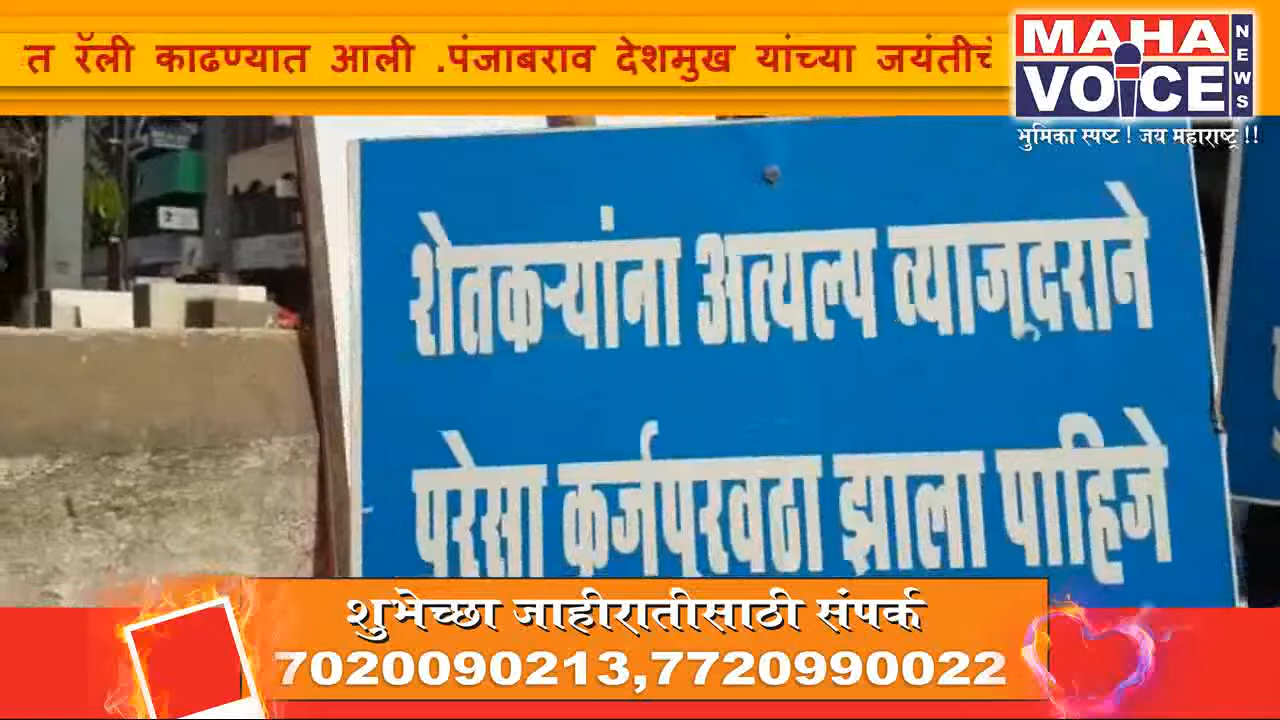 त रॅली काढण्यात आली .पंजाबराव देशमुख यांच्या जयंतीचे
MAHA
VOICE
NEWS
भुमिका स्पष्ट ! जय महाराष्ट्र !!
शेतकऱ्यांना अत्यल्प व्याजदराने
पुरेसा कर्जपुरवठा झाला पाहिजे
शुभेच्छा जाहीरातीसाठी संपर्क
7020090213,7720990022